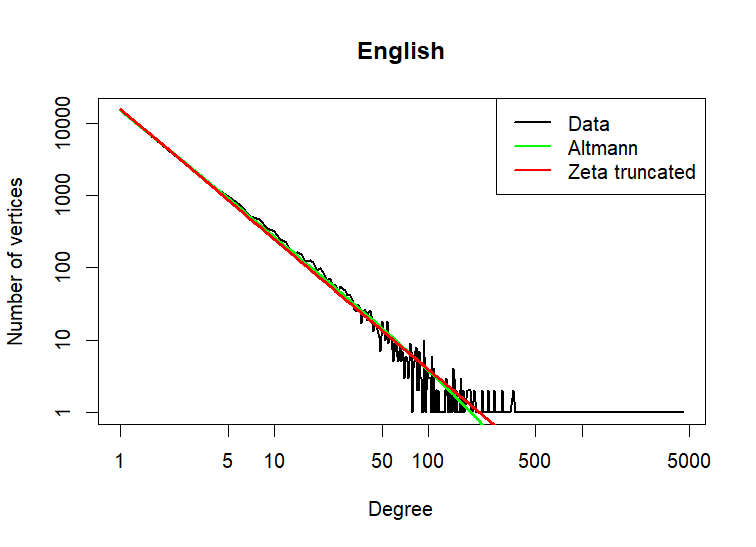 English
Number of vertices
10000
1000
100
10
1
Data
Altmann
Zeta truncated
1 5 10 50 100 500 5000
Degree